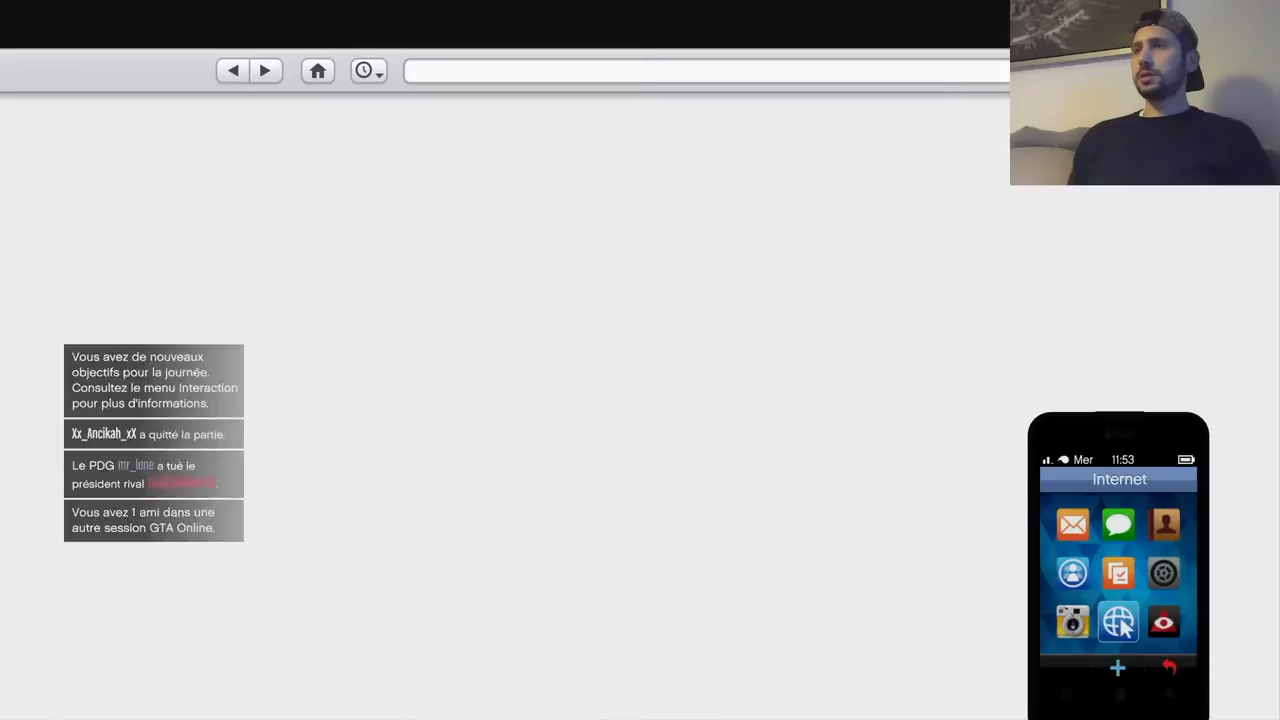 Vous avez de nouveaux
objectifs pour la journée.
Consultez le menu Interaction
pour plus d'informations.
Xx_Ancikah_xX a quitté la partie.
Le PDG mr_lene a tué le
président rival
Vous avez 1 ami dans une
autre session GTA Online.
Mer 11:53
Internet